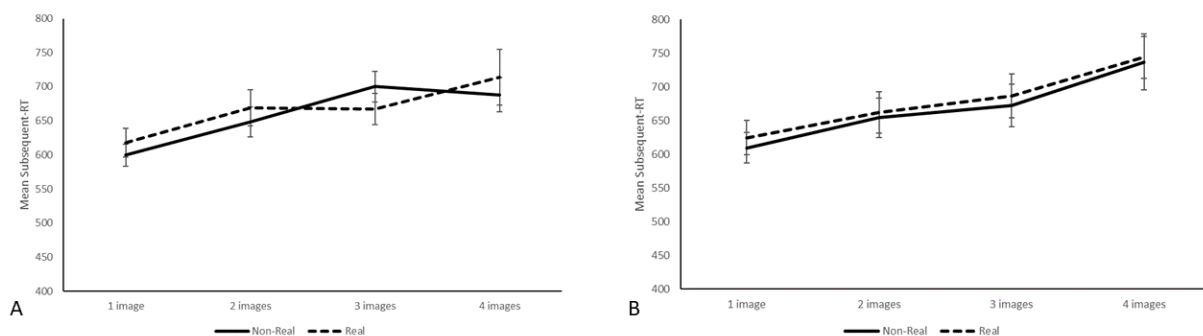 800
750
700
650
600
550
500
450
400
Mean Subsequent-RT
1 image
2 images
3 images
4 images
A
Non-Real
Real
800
750
700
650
600
550
500
450
400
Mean Subsequent-RT
1 image
2 images
3 images
4 images
B
Non-Real
Real